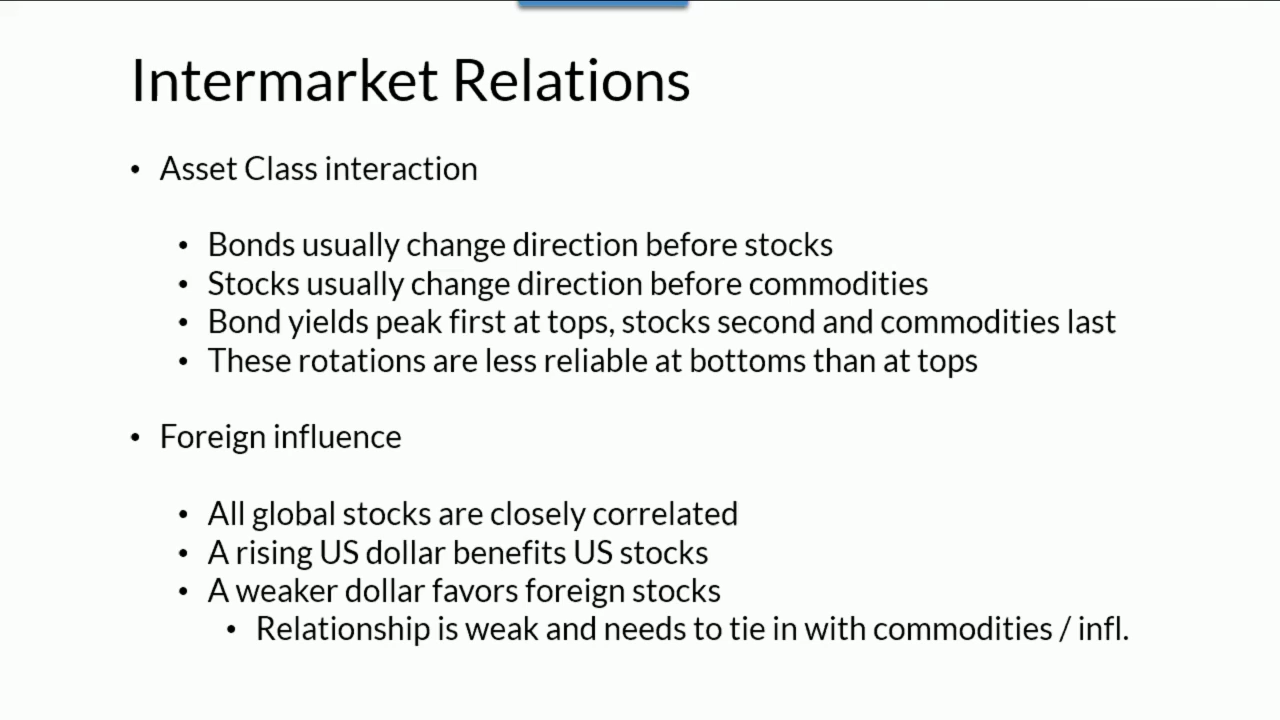 Intermarket Relations
• Asset Class interaction
• Bonds usually change direction before stocks
• Stocks usually change direction before commodities
• Bond yields peak first at tops, stocks second and commodities last
• These rotations are less reliable at bottoms than at tops
• Foreign influence
• All global stocks are closely correlated
• A rising US dollar benefits US stocks
• A weaker dollar favors foreign stocks
• Relationship is weak and needs to tie in with commodities / infl.